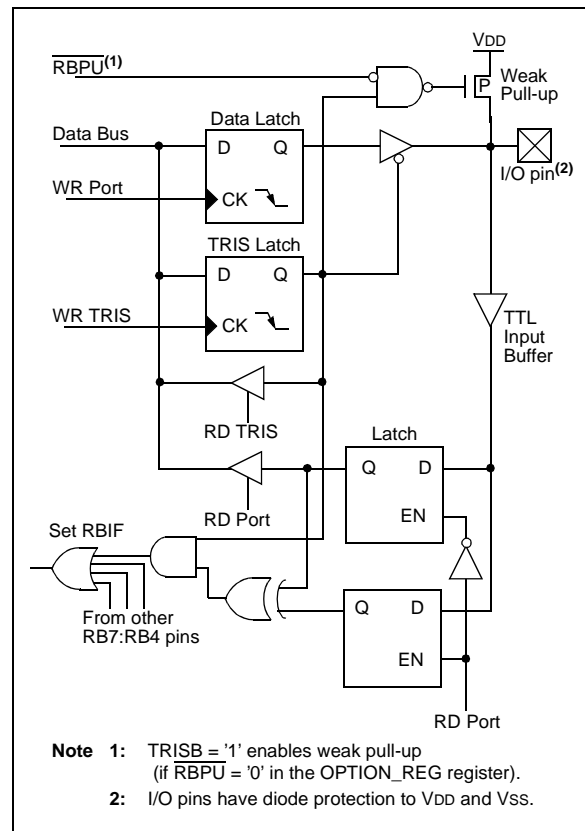 VDD
RBPU(1)
P
Weak
Pull-up
Data Bus
Data Latch
D Q
I/O pin(2)
WR Port
CK
TRIS Latch
D Q
WR TRIS
CK
TTL
Input
Buffer
RD TRIS
Latch
Q D
RD Port
EN
Set RBIF
From other
RB7:RB4 pins
Q D
EN
RD Port
Note 1: TRISB = '1' enables weak pull-up
(if RBPU = '0' in the OPTION_REG register).
2: I/O pins have diode protection to VDD and VSS.